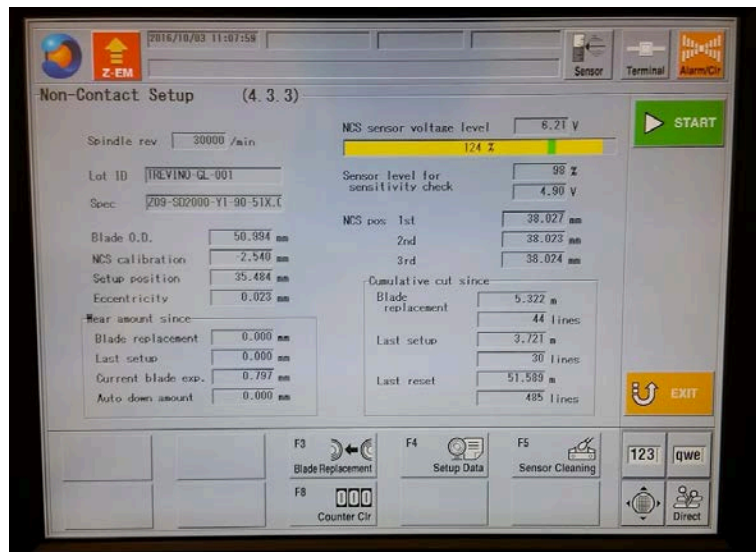 2016/10/03 11:07:59
Z-EM
Sensor
Terminal
Alarm/Clr
Non-Contact Setup (4.3.3)
START
Spindle rev 30000 /min
Lot ID TREVINO-GL-001
Spec Z09-SD2000-Y1-90-51X.C
Blade O.D. 50.994 mm
NCS calibration -2.540 mm
Setup position 35.484 mm
Eccentricity 0.023 mm
Wear amount since
Blade replacement 0.000 mm
Last setup 0.000 mm
Current blade exp. 0.797 mm
Auto down amount 0.000 mm
NCS sensor voltage level 6.21 V
124 %
Sensor level for 98 %
sensitivity check 4.90 V
NCS pos 1st 38.027 mm
2nd 38.023 mm
3rd 38.024 mm
Cumulative cut since
Blade replacement 5.322 m
44 lines
Last setup 3.721 m
30 lines
Last reset 51.589 m
485 lines
EXIT
F3 Blade Replacement
F4 Setup Data
F5 Sensor Cleaning
123
qwe
F8 000 Counter Clr
Direct